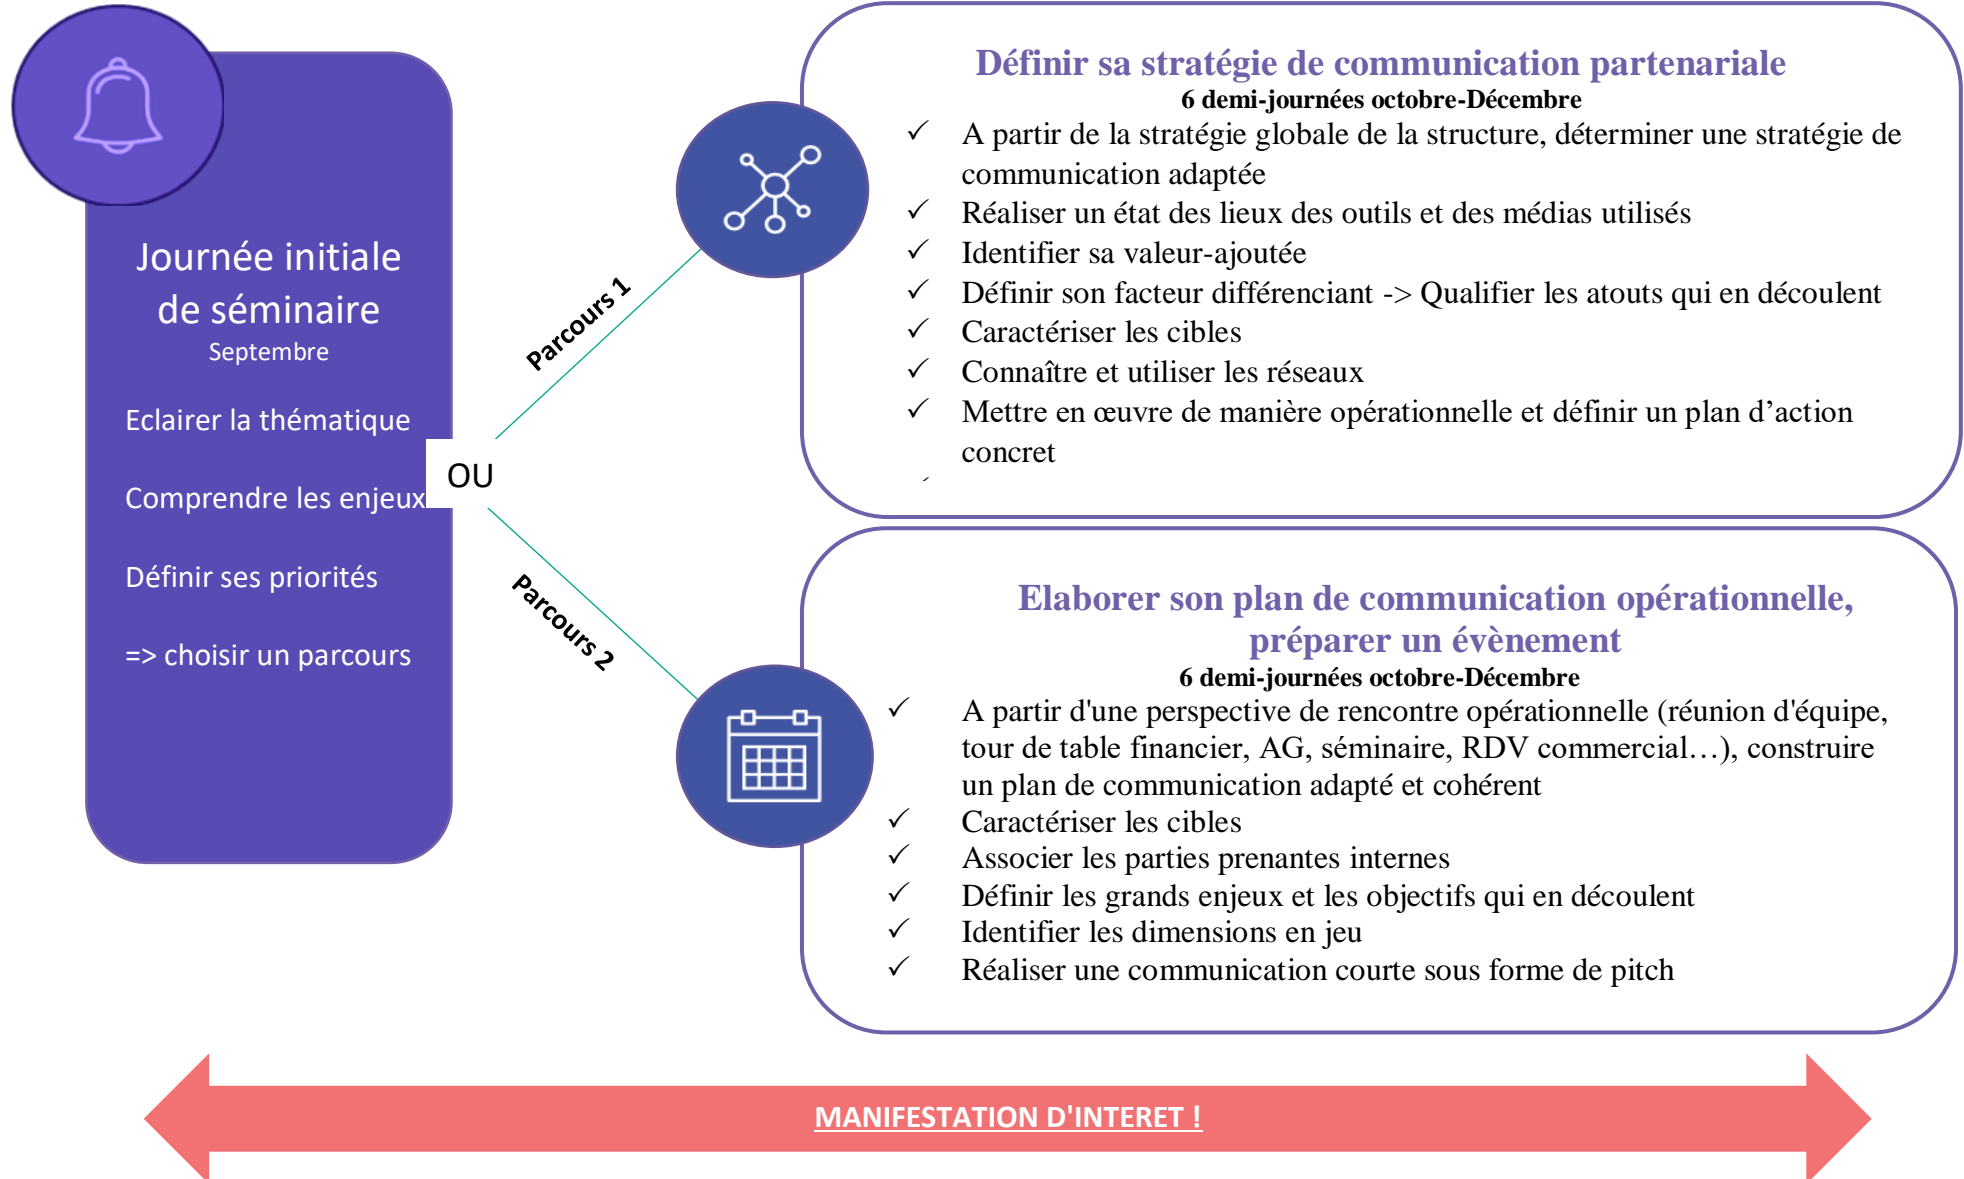 Journée initiale
de séminaire
Septembre
Eclairer la thématique
Comprendre les enjeux
Définir ses priorités
=> choisir un parcours
OU
Parcours 1
Parcours 2
Définir sa stratégie de communication partenariale
6 demi-journées octobre-Décembre
✓ A partir de la stratégie globale de la structure, déterminer une stratégie de
communication adaptée
✓ Réaliser un état des lieux des outils et des médias utilisés
✓ Identifier sa valeur-ajoutée
✓ Définir son facteur différenciant -> Qualifier les atouts qui en découlent
✓ Caractériser les cibles
✓ Connaître et utiliser les réseaux
✓ Mettre en œuvre de manière opérationnelle et définir un plan d’action
concret
Elaborer son plan de communication opérationnelle,
préparer un évènement
6 demi-journées octobre-Décembre
✓ A partir d'une perspective de rencontre opérationnelle (réunion d'équipe,
tour de table financier, AG, séminaire, RDV commercial…), construire
un plan de communication adapté et cohérent
✓ Caractériser les cibles
✓ Associer les parties prenantes internes
✓ Définir les grands enjeux et les objectifs qui en découlent
✓ Identifier les dimensions en jeu
✓ Réaliser une communication courte sous forme de pitch
MANIFESTATION D'INTERET !